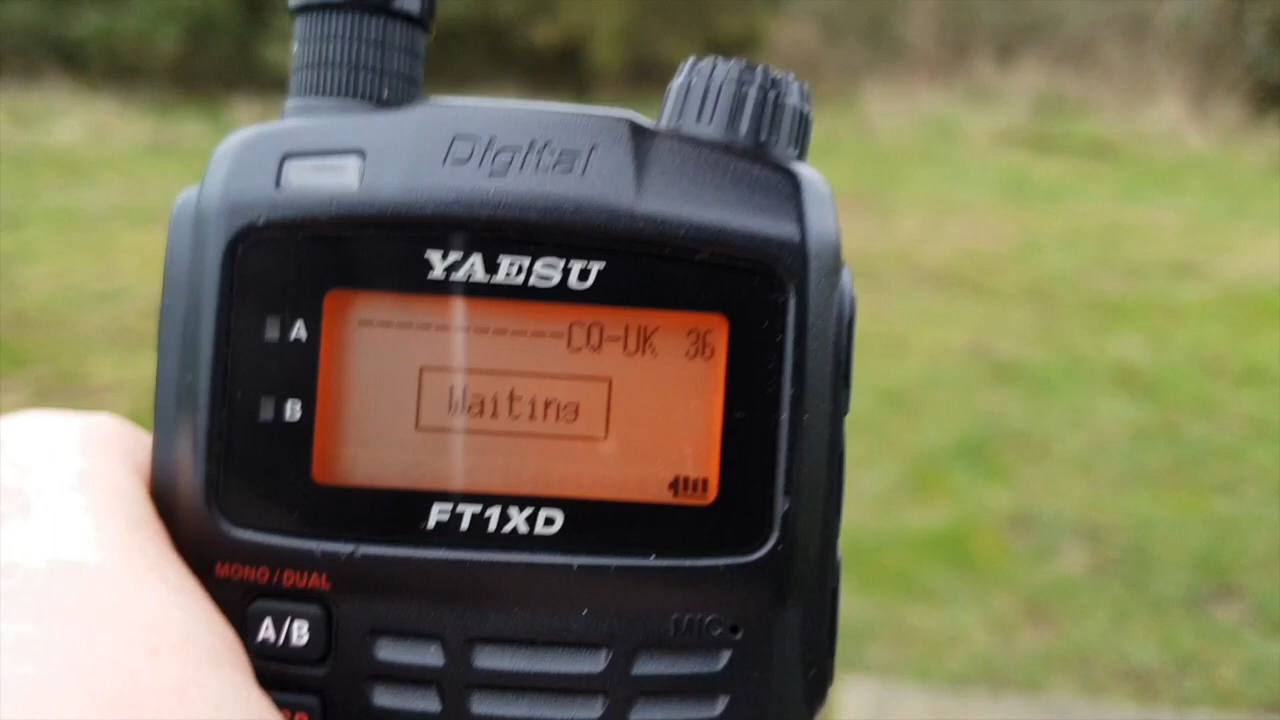 Digital
YAESU
A
-----------CQ-UK 36
Waiting
B
FT1XD
MONO/DUAL
A/B
MIC